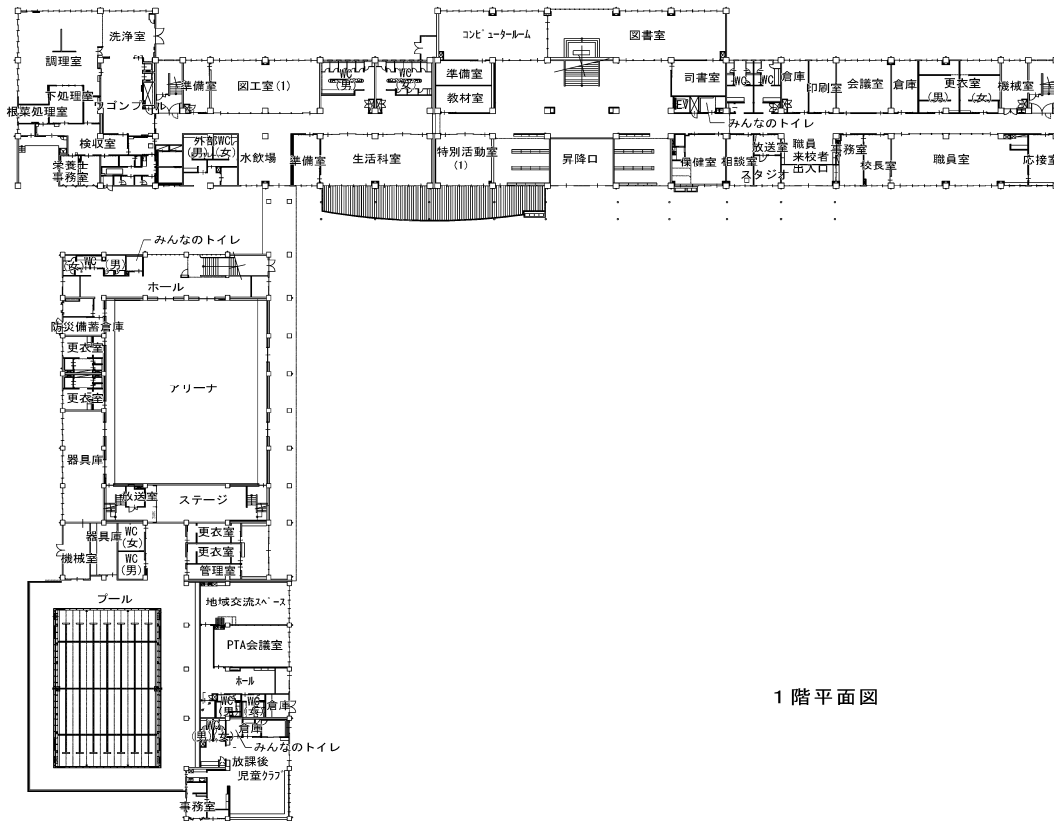 洗浄室
コンピュータールーム
図書室
調理室
準備室
図工室(1)
WC
(男)
WC
(女)
準備室
司書室
WC
WC
倉庫
印刷室
会議室
倉庫
更衣室
(男)
(女)
機械室
下処理室
根菜処理室
ワゴンプール
教材室
EV
みんなのトイレ
検収室
外部WC
(男)
(女)
水飲場
準備室
生活科室
特別活動室
(1)
昇降口
保健室
相談室
放送室
スタジオ
職員
来校者
出入口
校長室
職員室
応接室
栄養士
事務室
みんなのトイレ
(女)
WC
(男)
ホール
防災備蓄倉庫
更衣室
アリーナ
更衣室
器具庫
放送室
ステージ
器具庫
WC
(女)
更衣室
機械室
WC
(男)
更衣室
管理室
プール
地域交流スペース
PTA会議室
ホール
1階平面図
WC
(男)
WC
(女)
倉庫
WC
(男)
(女)
倉庫
みんなのトイレ
放課後
児童クラブ
事務室